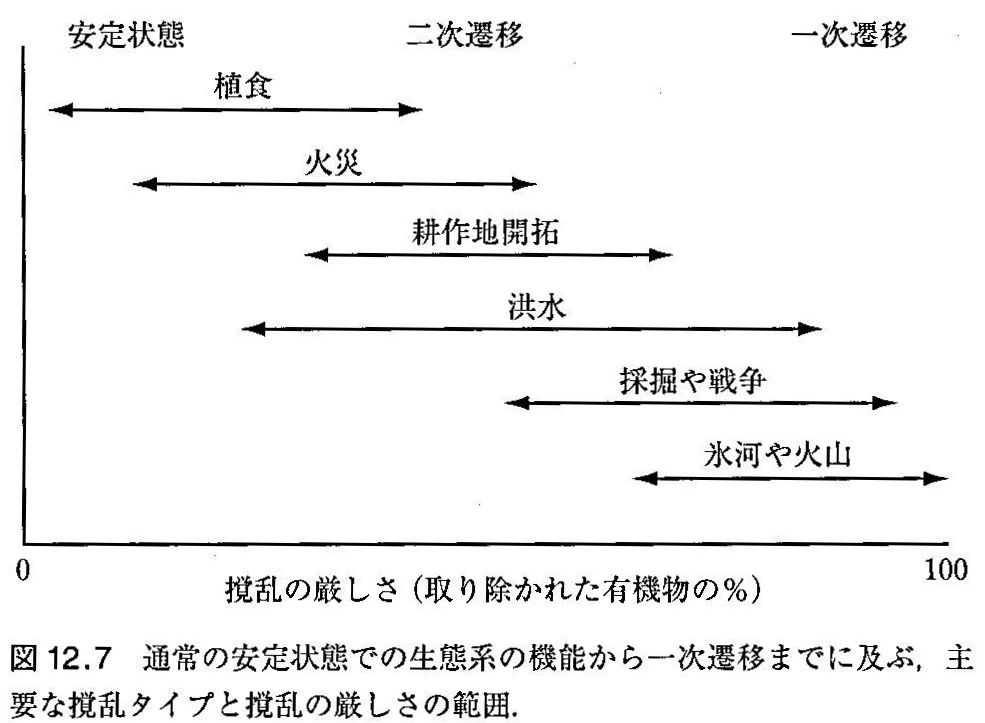 安定状態 二次遷移 一次遷移
植食
火災
耕作地開拓
洪水
採掘や戦争
氷河や火山
0 100
撹乱の厳しさ（取り除かれた有機物の％）
図12.7 通常の安定状態での生態系の機能から一次遷移までに及ぶ，主
要な撹乱タイプと撹乱の厳しさの範囲．